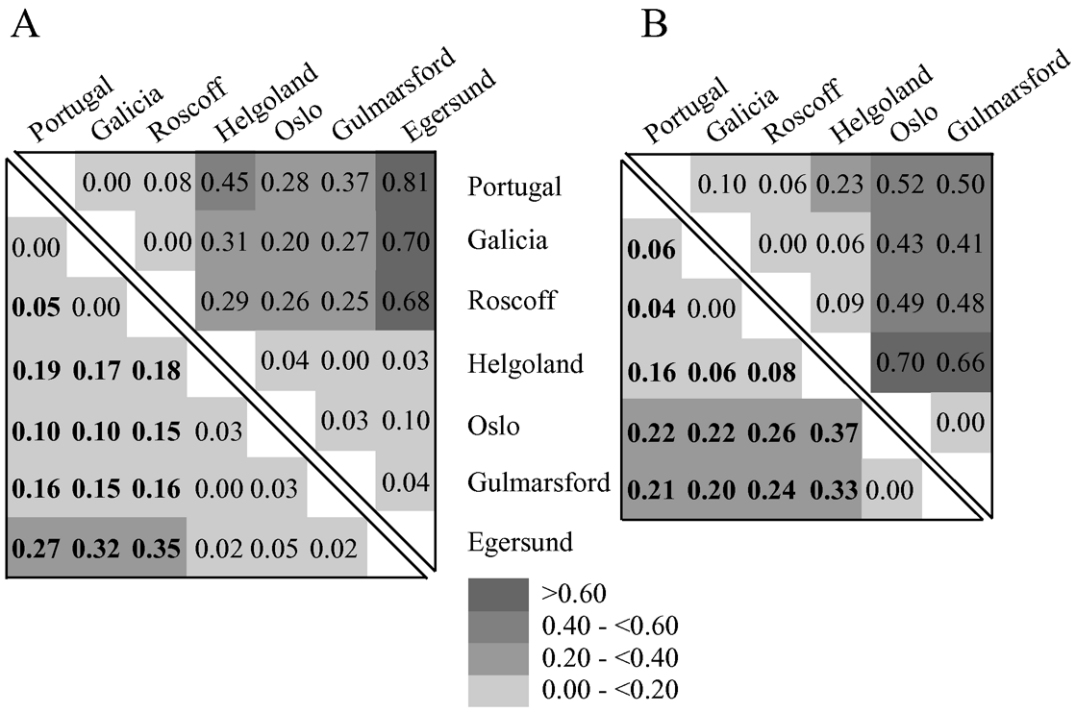 A
B
Portugal Galicia Roscoff Helgoland Oslo Gulmarsford Egersund
Portugal Galicia Roscoff Helgoland Oslo Gulmarsford
0.00 0.08 0.45 0.28 0.37 0.81 Portugal 0.10 0.06 0.23 0.52 0.50
0.00 0.00 0.31 0.20 0.27 0.70 Galicia 0.06 0.00 0.06 0.43 0.41
0.05 0.00 0.29 0.26 0.25 0.68 Roscoff 0.04 0.00 0.09 0.49 0.48
0.19 0.17 0.18 0.04 0.00 0.03 Helgoland 0.16 0.06 0.08 0.70 0.66
0.10 0.10 0.15 0.03 0.03 0.10 Oslo 0.22 0.22 0.26 0.37 0.00
0.16 0.15 0.16 0.00 0.03 0.04 Gulmarsford 0.21 0.20 0.24 0.33 0.00
0.27 0.32 0.35 0.02 0.05 0.02 Egersund
>0.60
0.40 - <0.60
0.20 - <0.40
0.00 - <0.20